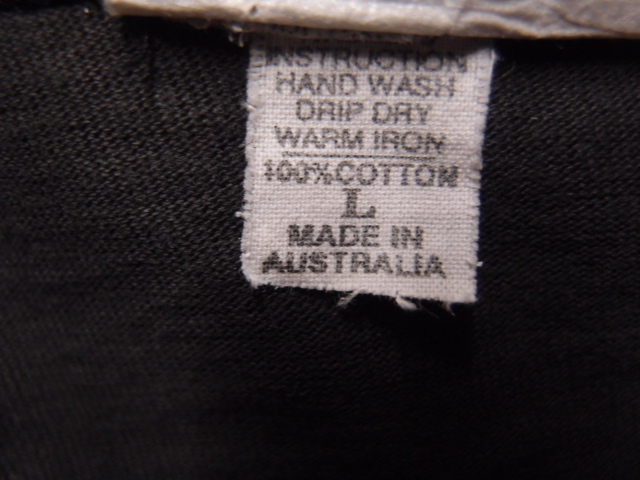 INSTRUCTION
HAND WASH
DRIP DRY
WARM IRON
100% COTTON
L
MADE IN
AUSTRALIA